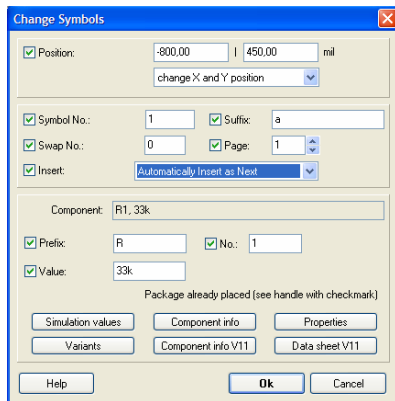 Change Symbols
Position: -800,00 | 450,00 mil
change X and Y position
Symbol No.: 1 Suffix: a
Swap No.: 0 Page: 1
Insert: Automatically Insert as Next
Component: R1, 33k
Prefix: R No.: 1
Value: 33k
Package already placed (see handle with checkmark)
Simulation values Component info Properties
Variants Component info V11 Data sheet V11
Help Ok Cancel